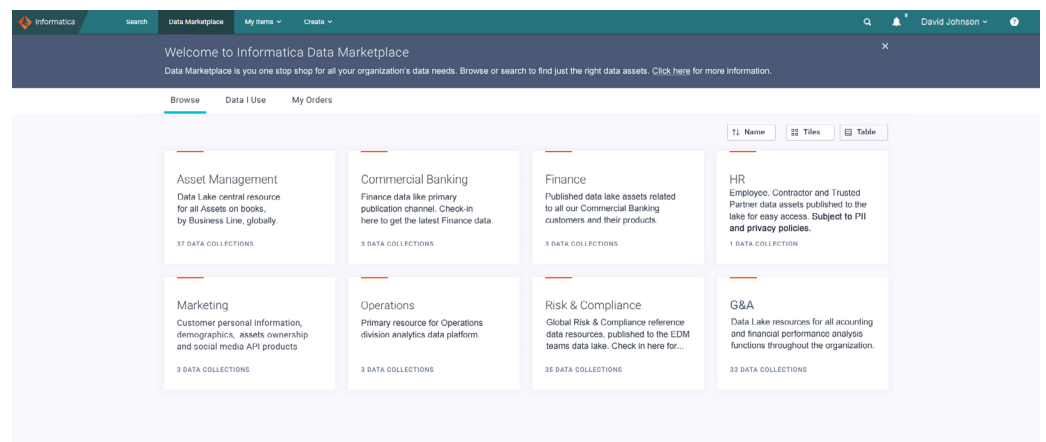 Informatica
Search
Data Marketplace
My Items
Create
David Johnson
?
Welcome to Informatica Data Marketplace
Data Marketplace is you one stop shop for all your organization's data needs. Browse or search to find just the right data assets. Click here for more information.
Browse
Data I Use
My Orders
Name
Tiles
Table
Asset Management
Data Lake central resource
for all Assets on books,
by Business Line, globally.
37 DATA COLLECTIONS
Commercial Banking
Finance data like primary
publication channel. Check-in
here to get the latest Finance data.
3 DATA COLLECTIONS
Finance
Published data lake assets related
to all our Commercial Banking
customers and their products.
3 DATA COLLECTIONS
HR
Employee, Contractor and Trusted
Partner data assets published to the
lake for easy access. Subject to PII
and privacy policies.
1 DATA COLLECTION
Marketing
Customer personal information,
demographics, assets ownership
and social media API products
3 DATA COLLECTIONS
Operations
Primary resource for Operations
division analytics data platform.
3 DATA COLLECTIONS
Risk & Compliance
Global Risk & Compliance reference
data resources, published to the EDM
teams data lake. Check in here for...
35 DATA COLLECTIONS
G&A
Data Lake resources for all acounting
and financial performance analysis
functions throughout the organization.
33 DATA COLLECTIONS